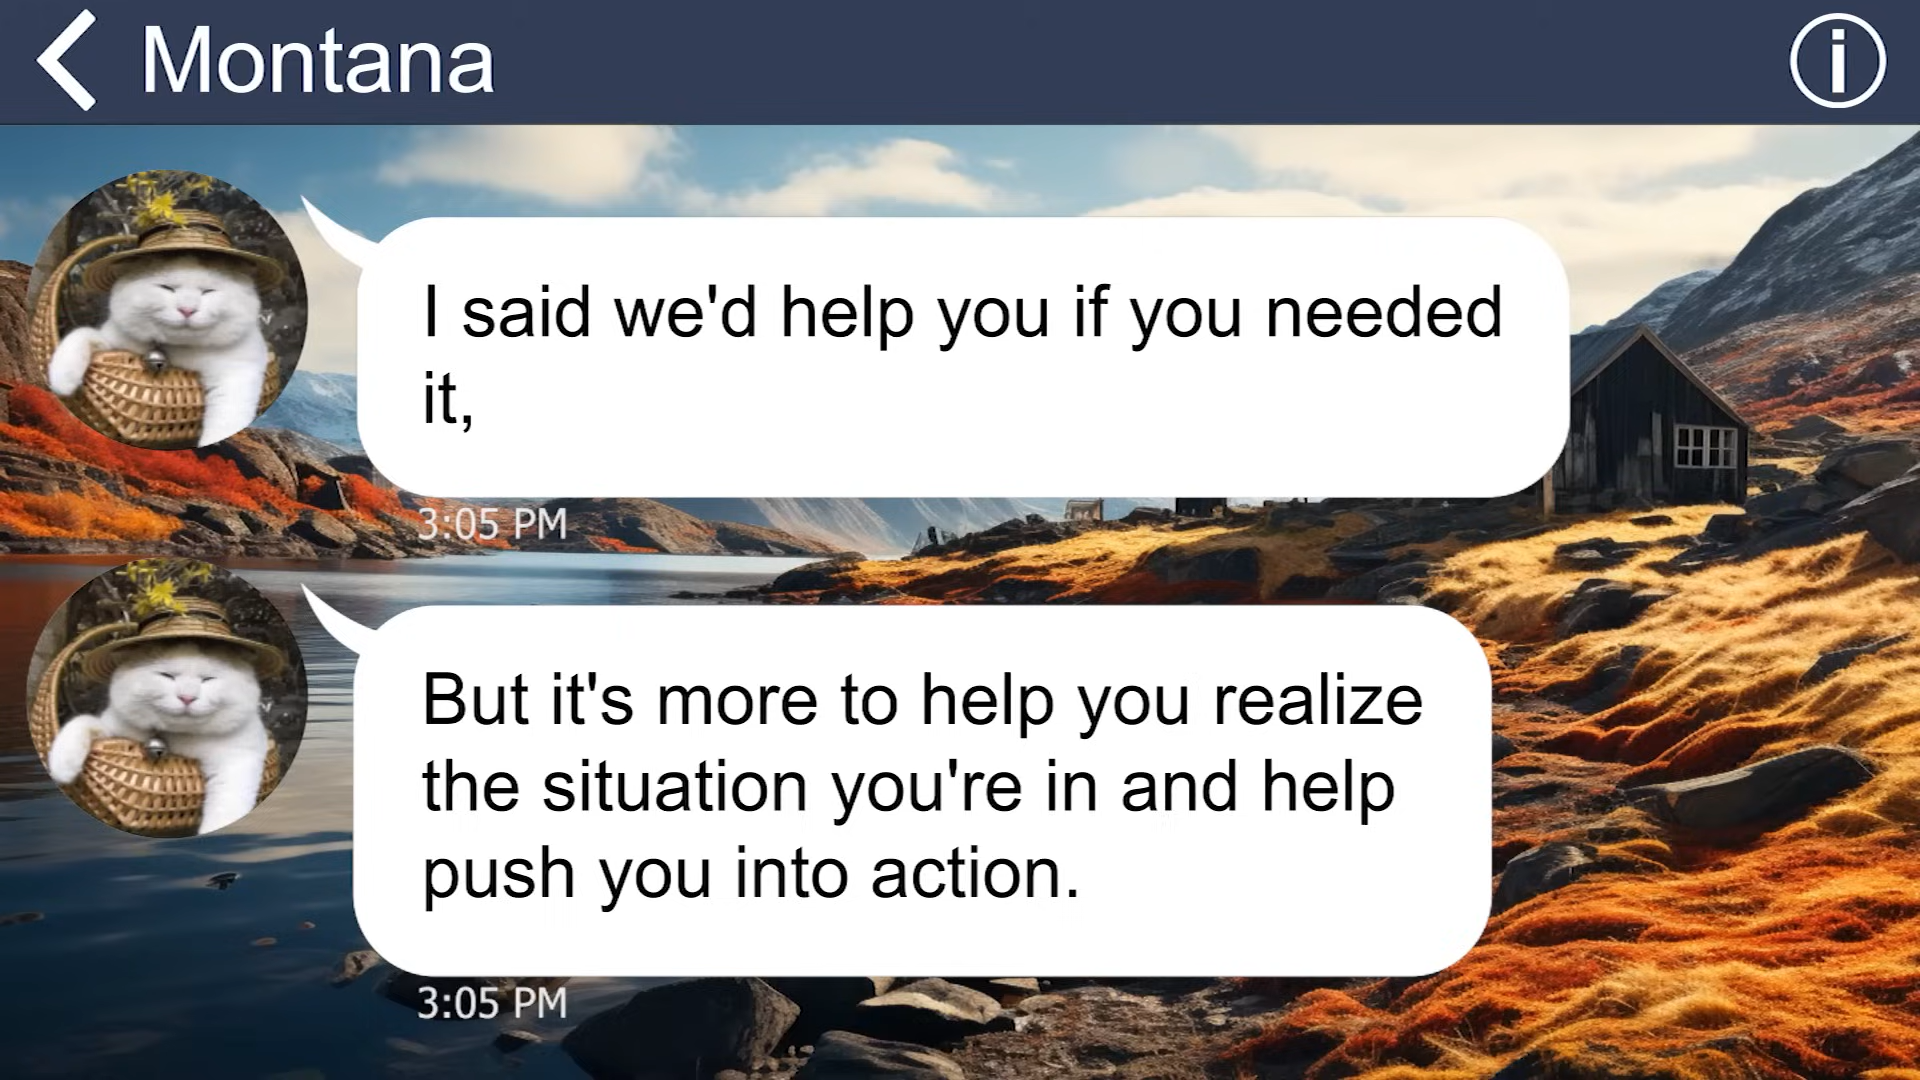 Montana
I said we'd help you if you needed
it,
3:05 PM
But it's more to help you realize
the situation you're in and help
push you into action.
3:05 PM